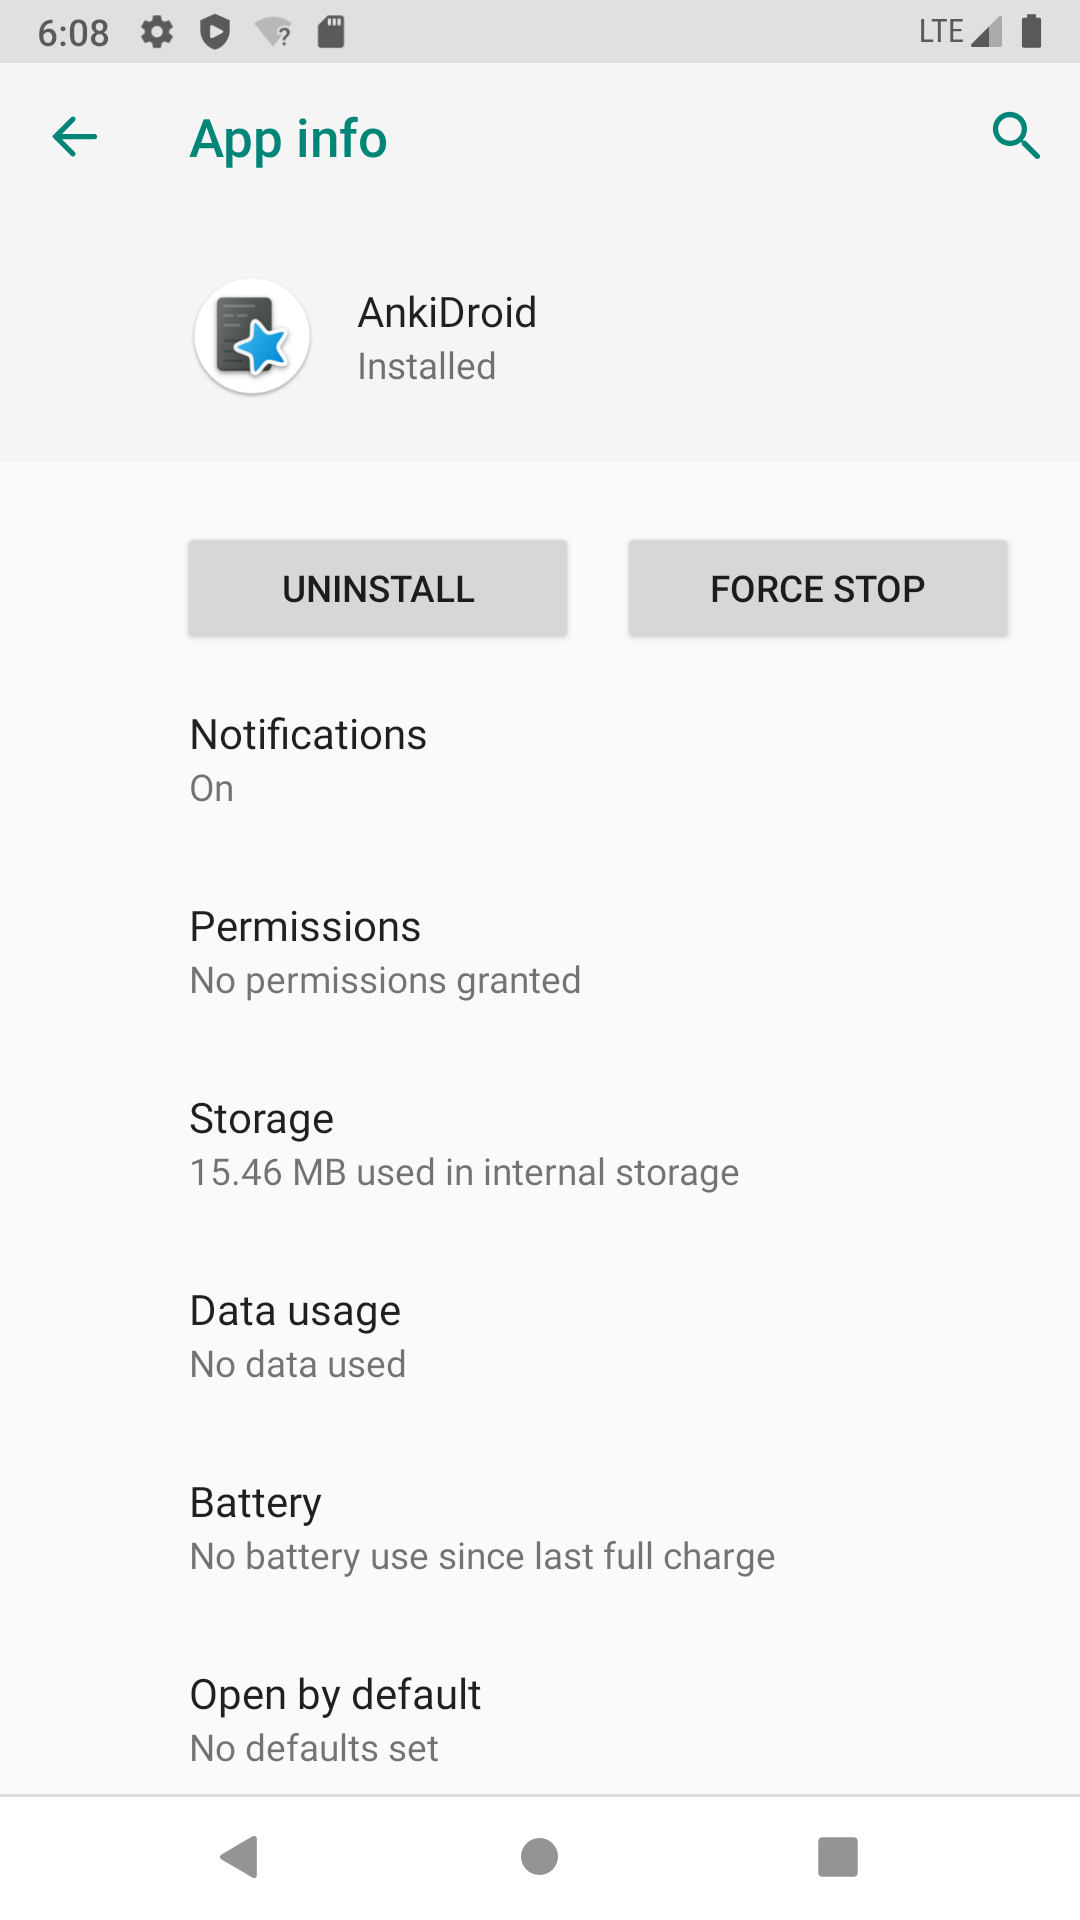 6:08 LTE
App info
AnkiDroid
Installed
UNINSTALL FORCE STOP
Notifications
On
Permissions
No permissions granted
Storage
15.46 MB used in internal storage
Data usage
No data used
Battery
No battery use since last full charge
Open by default
No defaults set